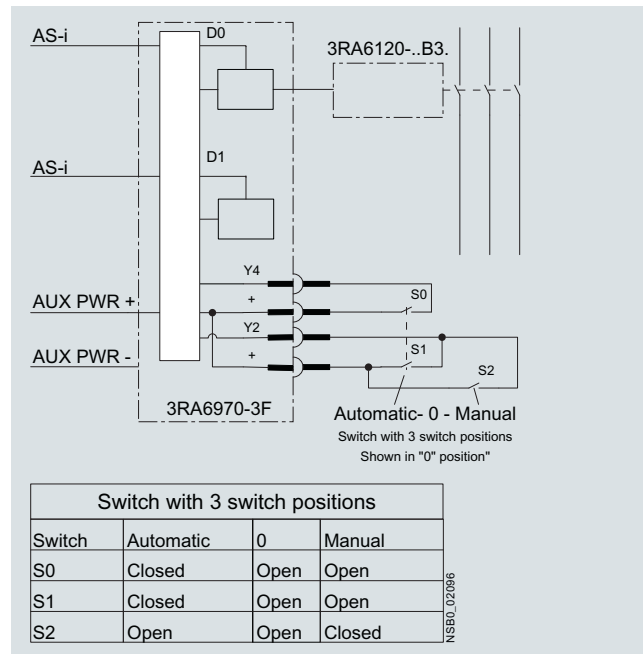 AS-i
D0
3RA6120-..B3.
AS-i
D1
Y4
+
S0
AUX PWR +
Y2
S1
+
S2
AUX PWR -
3RA6970-3F
Automatic- 0 - Manual
Switch with 3 switch positions
Shown in "0" position"
Switch with 3 switch positions
Switch Automatic 0 Manual
S0 Closed Open Open
S1 Closed Open Open
S2 Open Open Closed
NSB0_02096